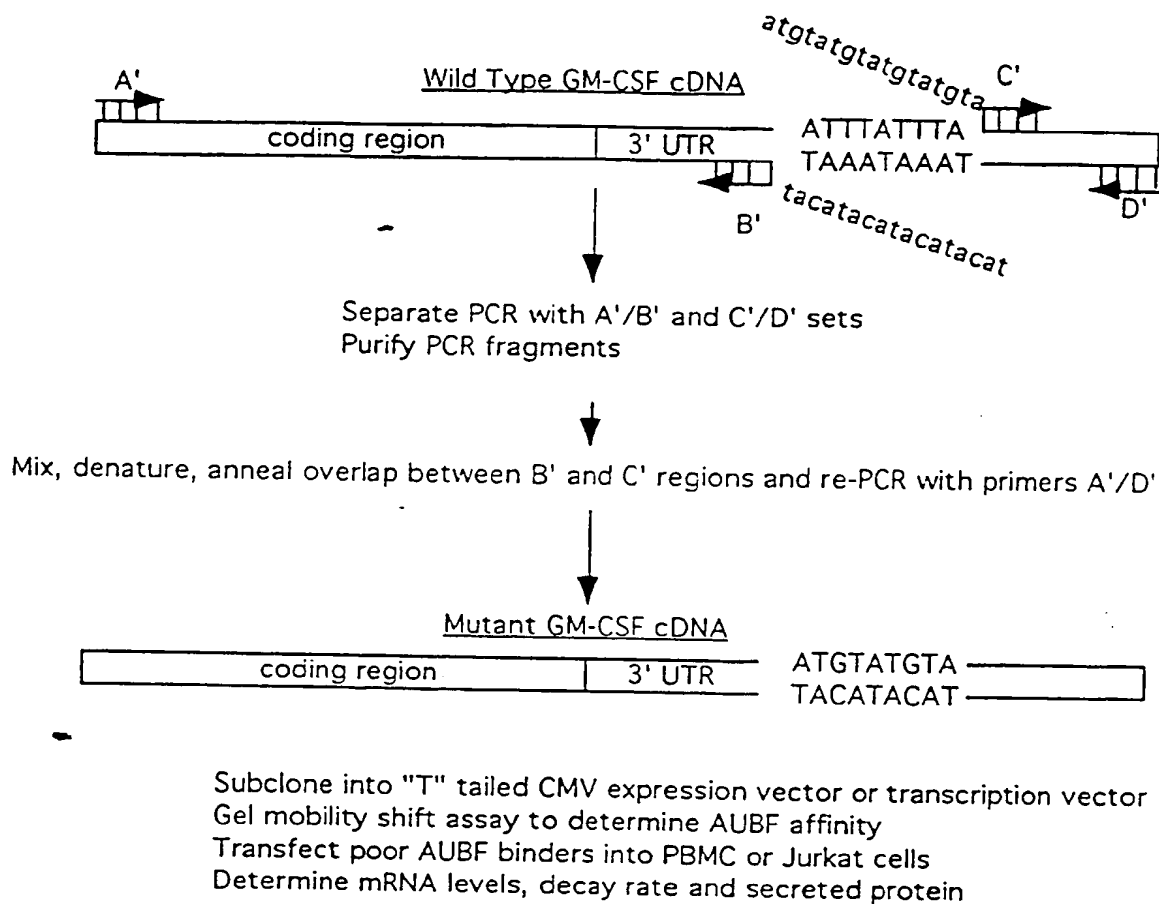 atgtatgtatgtatgta
A'
Wild Type GM-CSF cDNA
C'
coding region
3' UTR
ATTTATTTA
TAAATAAAT
B'
tacatacatacatacat
D'
Separate PCR with A'/B' and C'/D' sets
Purify PCR fragments
Mix, denature, anneal overlap between B' and C' regions and re-PCR with primers A'/D'
Mutant GM-CSF cDNA
coding region
3' UTR
ATGTATGTA
TACATACAT
Subclone into "T" tailed CMV expression vector or transcription vector
Gel mobility shift assay to determine AUBF affinity
Transfect poor AUBF binders into PBMC or Jurkat cells
Determine mRNA levels, decay rate and secreted protein